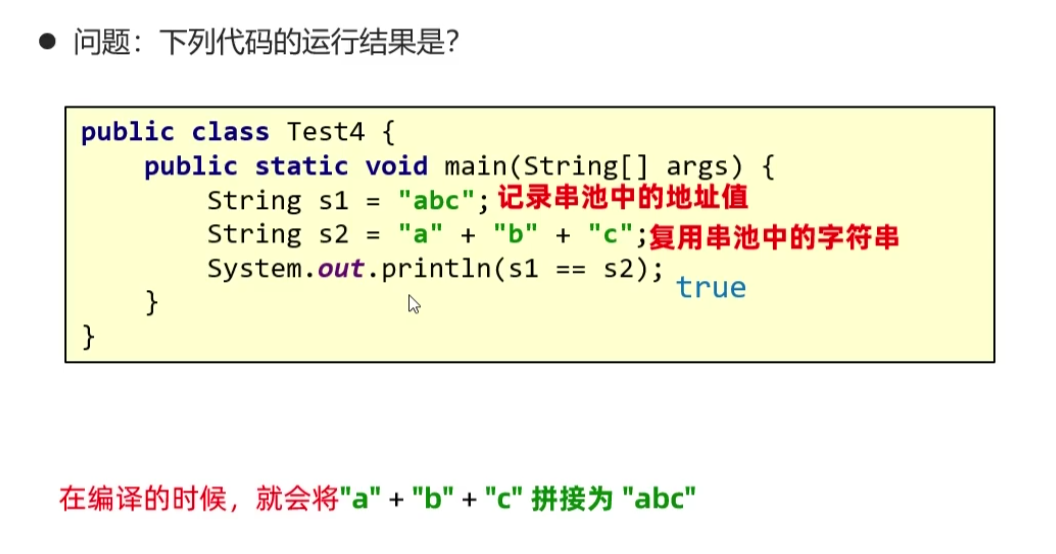 ● 问题：下列代码的运行结果是？
public class Test4 {
public static void main(String[] args) {
String s1 = "abc"; 记录串池中的地址值
String s2 = "a" + "b" + "c";复用串池中的字符串
System.out.println(s1 == s2); true
}
}
在编译的时候，就会将"a" + "b" + "c" 拼接为 "abc"